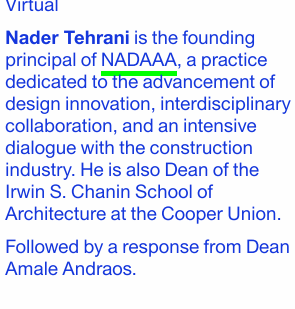 Virtual
Nader Tehrani is the founding
principal of NADAAA, a practice
dedicated to the advancement of
design innovation, interdisciplinary
collaboration, and an intensive
dialogue with the construction
industry. He is also Dean of the
Irwin S. Chanin School of
Architecture at the Cooper Union.
Followed by a response from Dean
Amale Andraos.